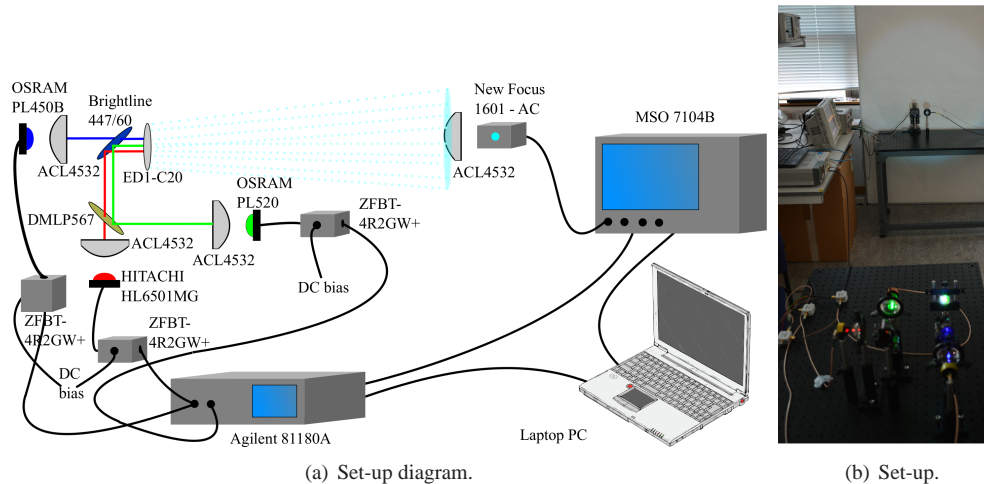 OSRAM
PL450B
Brightline
447/60
ACL4532
ED1-C20
New Focus
1601 - AC
ACL4532
MSO 7104B
DMLP567
ACL4532
OSRAM
PL520
ACL4532
ZFBT-
4R2GW+
DC bias
HITACHI
HL6501MG
ZFBT-
4R2GW+
ZFBT-
4R2GW+
DC
bias
Agilent 81180A
Laptop PC
(a) Set-up diagram.
(b) Set-up.